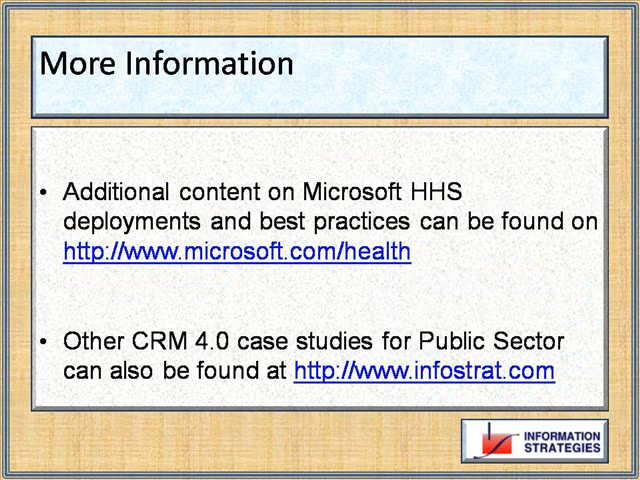 More Information
• Additional content on Microsoft HHS
deployments and best practices can be found on
http://www.microsoft.com/health
• Other CRM 4.0 case studies for Public Sector
can also be found at http://www.infostrat.com
INFORMATION
STRATEGIES